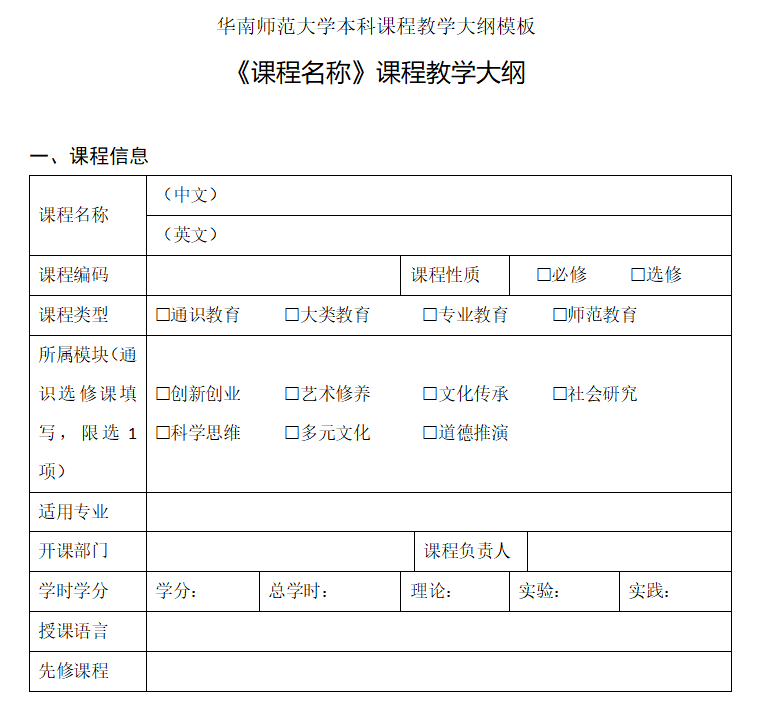 华南师范大学本科课程教学大纲模板
《课程名称》课程教学大纲
一、课程信息
课程名称
（中文）
（英文）
课程编码
课程性质
☐必修 ☐选修
课程类型
☐通识教育 ☐大类教育 ☐专业教育 ☐师范教育
所属模块（通
识选修课填
写，限选 1
项）
☐创新创业 ☐艺术修养 ☐文化传承 ☐社会研究
☐科学思维 ☐多元文化 ☐道德推演
适用专业
开课部门
课程负责人
学时学分
学分： 总学时： 理论： 实验： 实践：
授课语言
先修课程